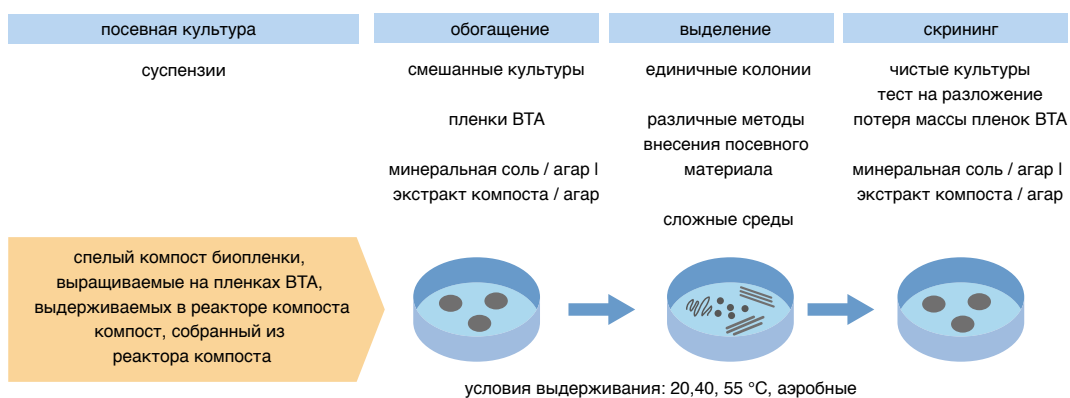 посевная культура
суспензии
обогащение
смешанные культуры
пленки BTA
минеральная соль / агар I
экстракт компоста / агар
выделение
единичные колонии
различные методы
внесения посевного
материала
сложные среды
скрининг
чистые культуры
тест на разложение
потеря массы пленок BTA
минеральная соль / агар I
экстракт компоста / агар
спелый компост биопленки,
выращиваемые на пленках BTA,
выдерживаемых в реакторе компоста
компост, собранный из
реактора компоста
условия выдерживания: 20,40, 55 °C, аэробные